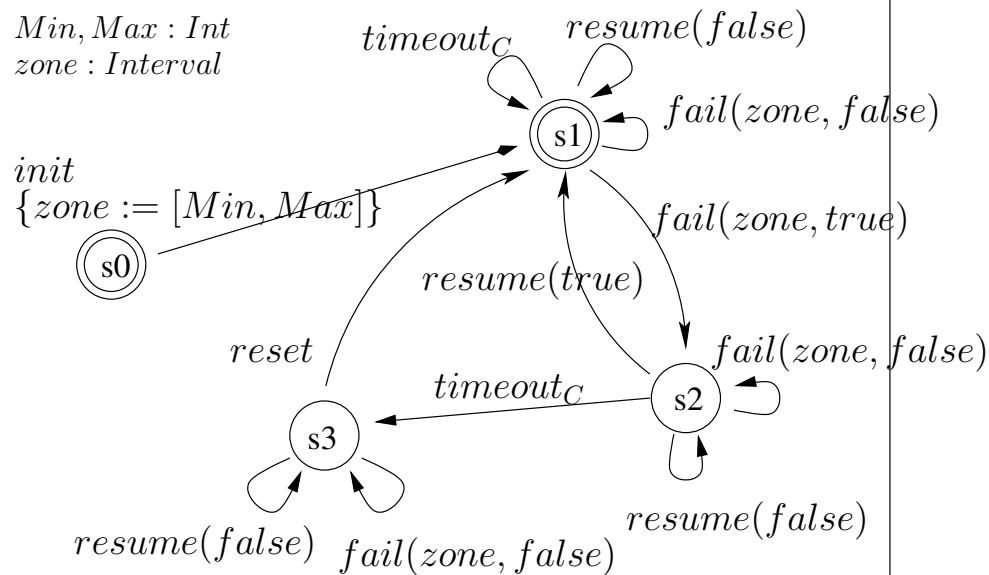 Min, Max : Int
zone : Interval
timeout_C
resume(false)
fail(zone, false)
s1
init
{zone := [Min, Max]}
fail(zone, true)
s0
resume(true)
reset
fail(zone, false)
timeout_C
s2
s3
resume(false)
resume(false)
fail(zone, false)